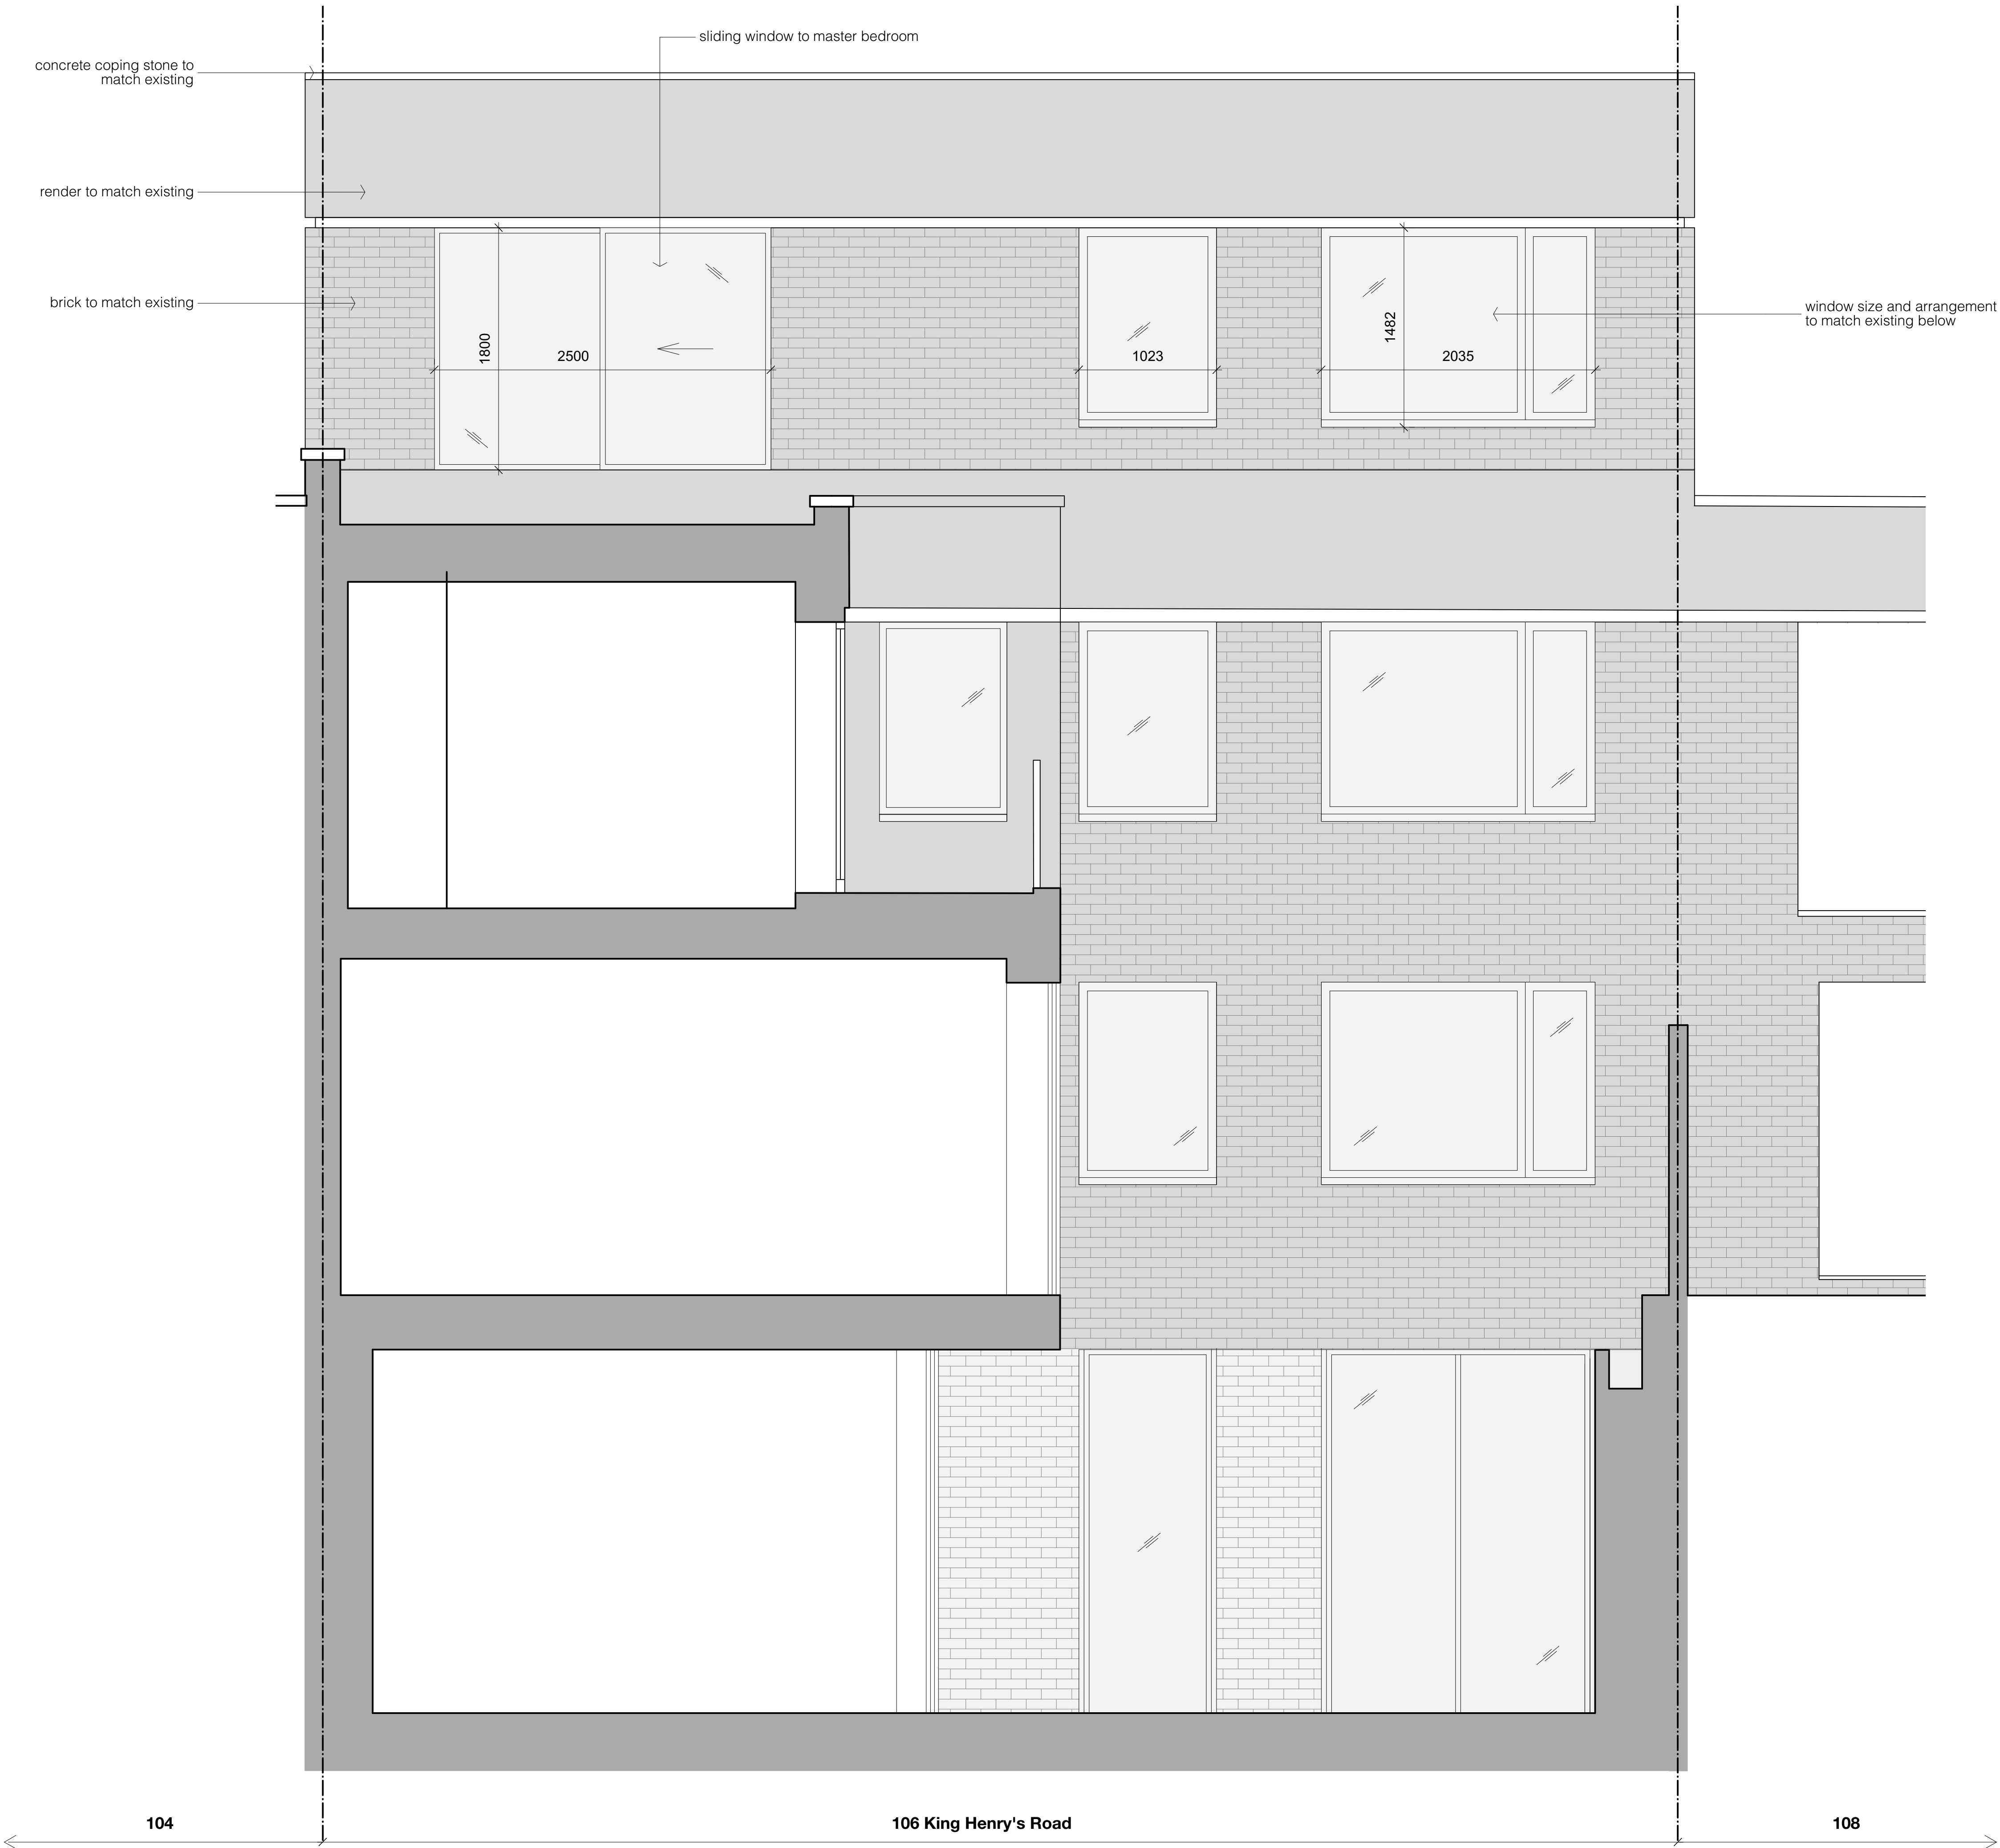 sliding window to master bedroom
concrete coping stone to
match existing
render to match existing
brick to match existing
window size and arrangement
to match existing below
1800
2500
1023
1482
2035
104
106 King Henry's Road
108